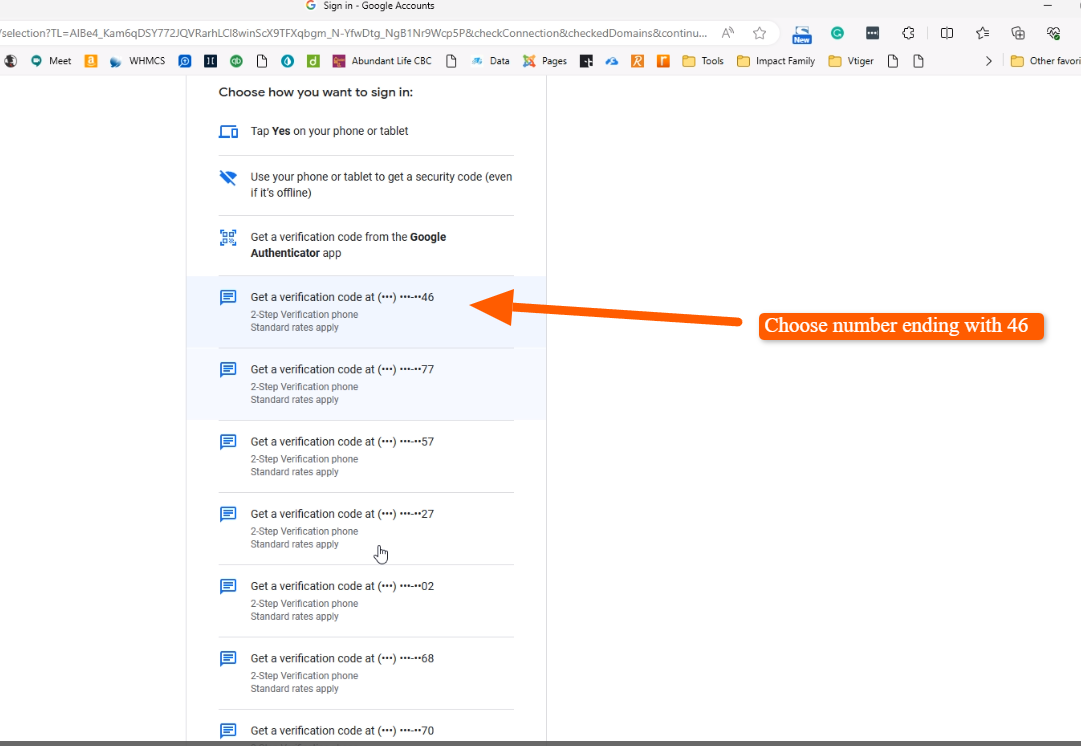 Sign in - Google Accounts
/selection?TL=AIBe4_Kam6qDSY772JQVRarhLCl8winScX9TFXqbgm_N-YfwDtg_NgB1Nr9Wcp5P&checkConnection&checkedDomains&continu...
New
Meet
WHMCS
Abundant Life CBC
Data
Pages
Tools
Impact Family
Vtiger
Other favori
Choose how you want to sign in:
Tap Yes on your phone or tablet
Use your phone or tablet to get a security code (even
if it's offline)
Get a verification code from the Google
Authenticator app
Get a verification code at (•••) •••-••46
2-Step Verification phone
Standard rates apply
Choose number ending with 46
Get a verification code at (•••) •••-••77
2-Step Verification phone
Standard rates apply
Get a verification code at (•••) •••-••57
2-Step Verification phone
Standard rates apply
Get a verification code at (•••) •••-••27
2-Step Verification phone
Standard rates apply
Get a verification code at (•••) •••-••02
2-Step Verification phone
Standard rates apply
Get a verification code at (•••) •••-••68
2-Step Verification phone
Standard rates apply
Get a verification code at (•••) •••-••70